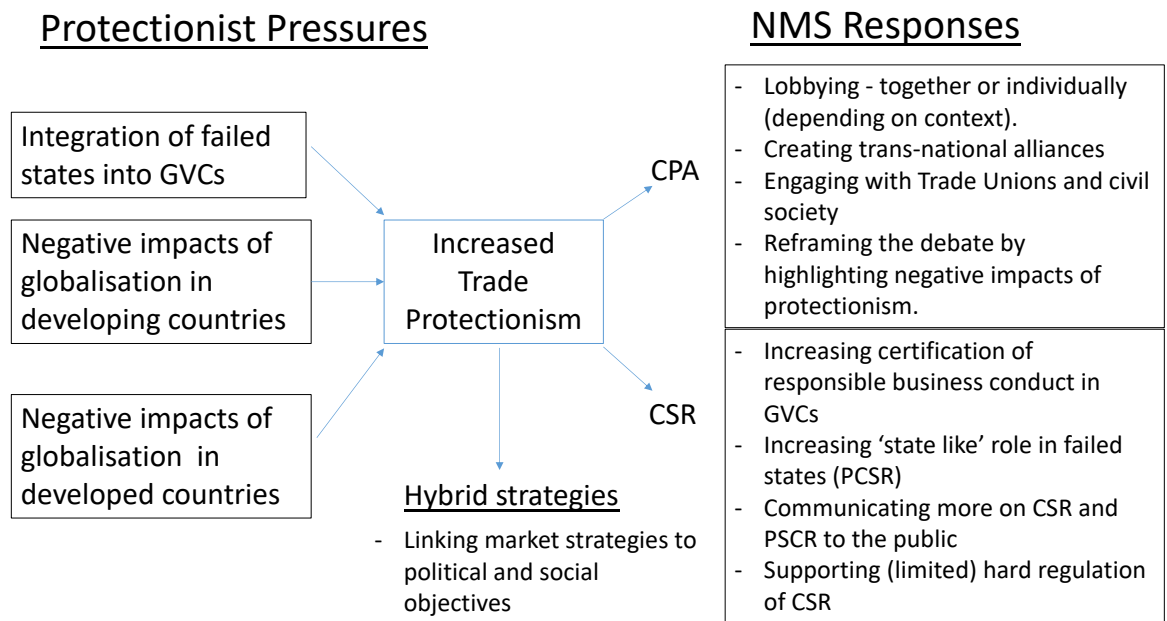 Protectionist Pressures
Integration of failed
states into GVCs
Negative impacts of
globalisation in
developing countries
Negative impacts of
globalisation in
developed countries
Increased
Trade
Protectionism
CPA
CSR
Hybrid strategies
- Linking market strategies to
political and social
objectives
NMS Responses
- Lobbying - together or individually
(depending on context).
- Creating trans-national alliances
- Engaging with Trade Unions and civil
society
- Reframing the debate by
highlighting negative impacts of
protectionism.
- Increasing certification of
responsible business conduct in
GVCs
- Increasing ‘state like’ role in failed
states (PCSR)
- Communicating more on CSR and
PSCR to the public
- Supporting (limited) hard regulation
of CSR